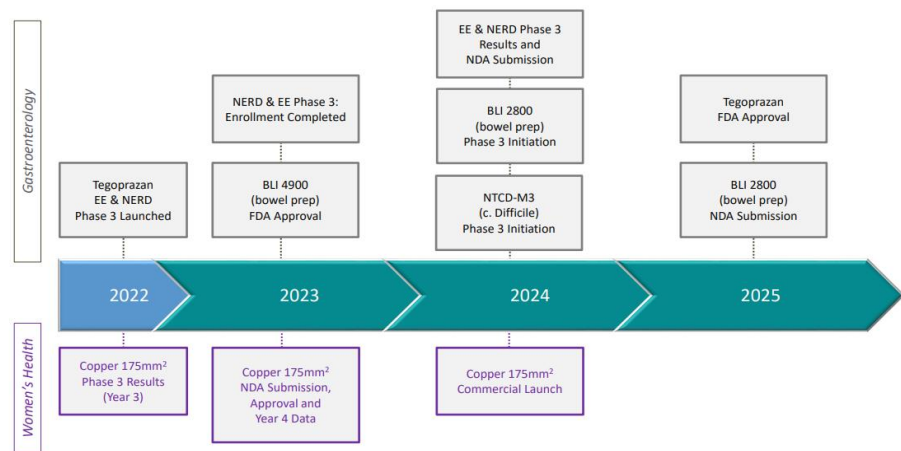 Gastroenterology
EE & NERD Phase 3
Results and
NDA Submission
NERD & EE Phase 3:
Enrollment Completed
BLI 2800
(bowel prep)
Phase 3 Initiation
Tegoprazan
FDA Approval
Tegoprazan
EE & NERD
Phase 3 Launched
BLI 4900
(bowel prep)
FDA Approval
NTCD-M3
(c. Difficile)
Phase 3 Initiation
BLI 2800
(bowel prep)
NDA Submission
2022
2023
2024
2025
Women's Health
Copper 175mm²
Phase 3 Results
(Year 3)
Copper 175mm²
NDA Submission,
Approval and
Year 4 Data
Copper 175mm²
Commercial Launch